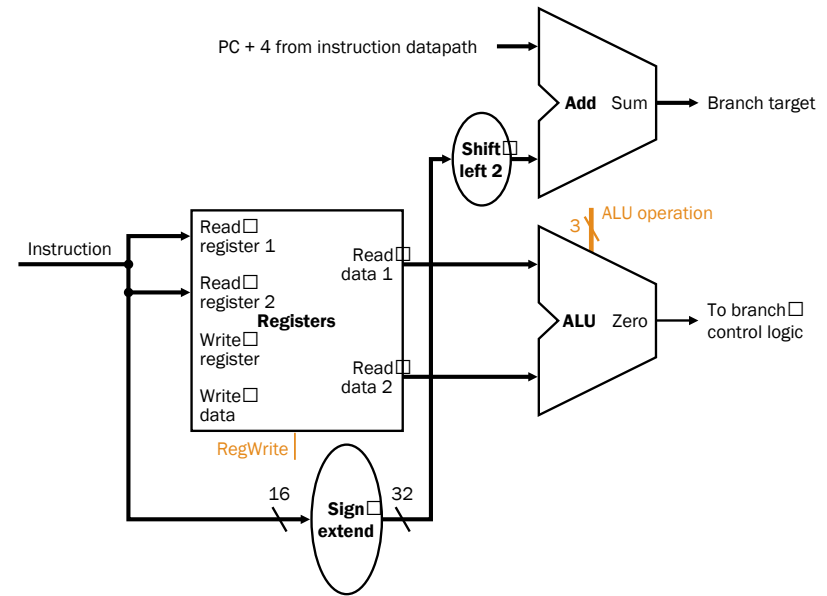 PC + 4 from instruction datapath
Add Sum
Branch target
Shift
left 2
ALU operation
3
Instruction
Read
register 1
Read
data 1
Read
register 2
Registers
ALU Zero
To branch
control logic
Write
register
Read
data 2
Write
data
RegWrite
16
32
Sign
extend